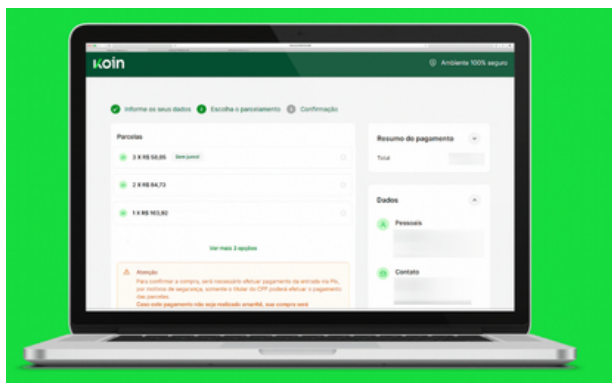 Koin
Ambiente 100% seguro
Informe os seus dados
Escolha o parcelamento
Confirmação
Parcelas
3 X R$ 58,65 Sem juros!
2 X R$ 84,73
1 X R$ 163,92
Ver mais 3 opções
Atenção
Para confirmar a compra, será necessário efetuar pagamento da entrada via Pix,
por motivos de segurança, somente o titular do CPF poderá efetuar o pagamento
das parcelas.
Caso este pagamento não seja realizado amanhã, sua compra será
Resumo do pagamento
Total
Dados
Pessoais
Contato